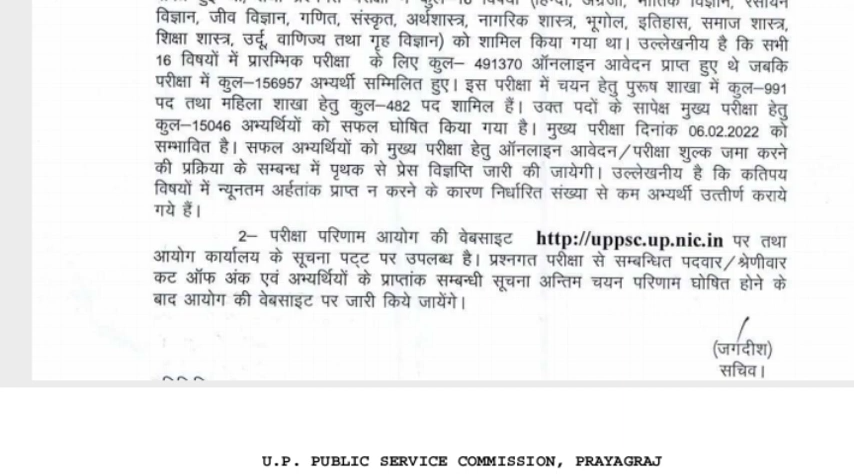 विज्ञान, जीव विज्ञान, गणित, संस्कृत, अर्थशास्त्र, नागरिक शास्त्र, भूगोल, इतिहास, समाज शास्त्र,
शिक्षा शास्त्र, उर्दू, वाणिज्य तथा गृह विज्ञान) को शामिल किया गया था। उल्लेखनीय है कि सभी
16 विषयों में प्रारम्भिक परीक्षा के लिए कुल– 491370 ऑनलाइन आवेदन प्राप्त हुए थे जबकि
परीक्षा में कुल–156957 अभ्यर्थी सम्मिलित हुए। इस परीक्षा में चयन हेतु पुरूष शाखा में कुल–991
पद तथा महिला शाखा हेतु कुल–482 पद शामिल हैं। उक्त पदों के सापेक्ष मुख्य परीक्षा हेतु
कुल–15046 अभ्यर्थियों को सफल घोषित किया गया है। मुख्य परीक्षा दिनांक 06.02.2022 को
सम्भावित है। सफल अभ्यर्थियों को मुख्य परीक्षा हेतु ऑनलाइन आवेदन/परीक्षा शुल्क जमा करने
की प्रक्रिया के सम्बन्ध में पृथक से प्रेस विज्ञप्ति जारी की जायेगी। उल्लेखनीय है कि कतिपय
विषयों में न्यूनतम अर्हतांक प्राप्त न करने के कारण निर्धारित संख्या से कम अभ्यर्थी उत्तीर्ण कराये
गये हैं।
2– परीक्षा परिणाम आयोग की वेबसाइट http://uppsc.up.nic.in पर तथा
आयोग कार्यालय के सूचना पट्ट पर उपलब्ध है। प्रश्नगत परीक्षा से सम्बन्धित पदवार/श्रेणीवार
कट ऑफ अंक एवं अभ्यर्थियों के प्राप्तांक सम्बन्धी सूचना अन्तिम चयन परिणाम घोषित होने के
बाद आयोग की वेबसाइट पर जारी किये जायेंगे।
(जगदीश)
सचिव।
U.P. PUBLIC SERVICE COMMISSION, PRAYAGRAJ